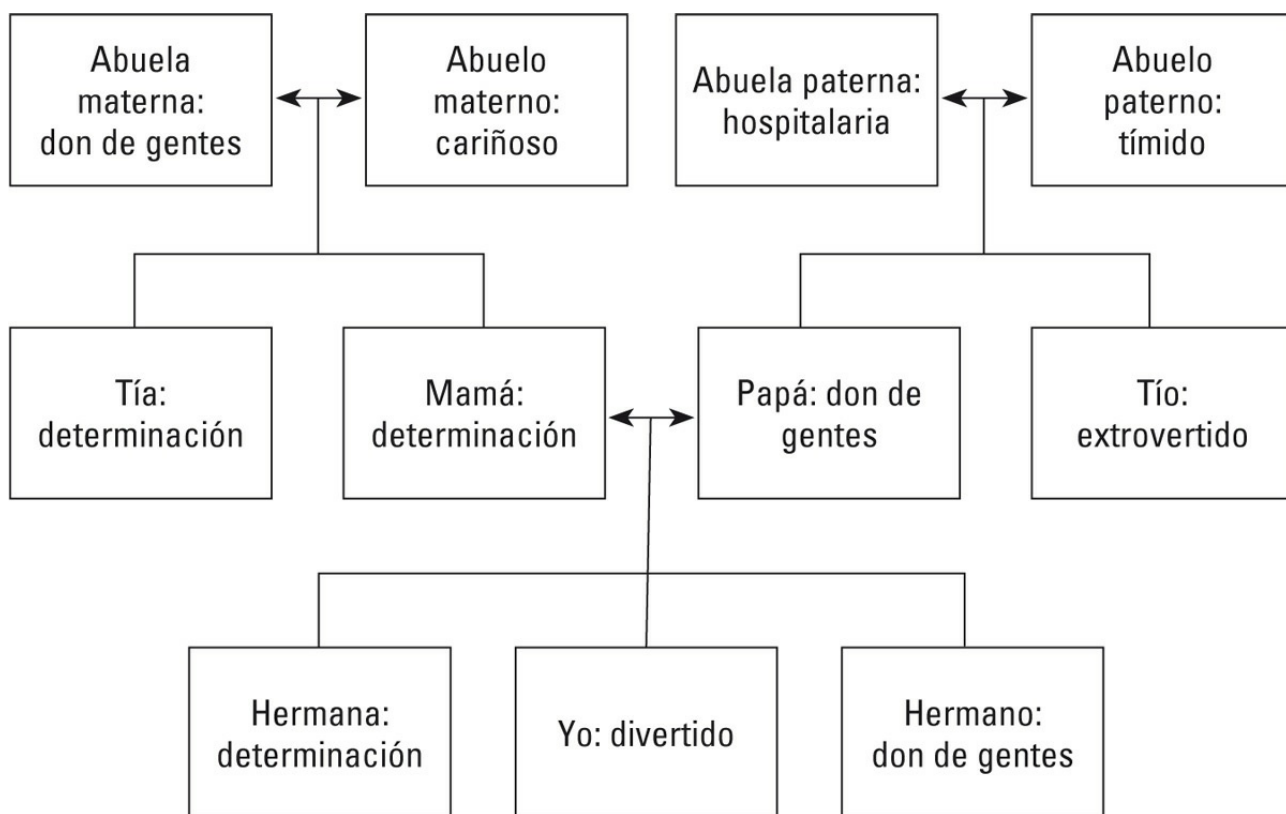 Abuela
materna:
don de gentes
Abuelo
materno:
cariñoso
Abuela paterna:
hospitalaria
Abuelo
paterno:
tímido
Tía:
determinación
Mamá:
determinación
Papá: don de
gentes
Tío:
extrovertido
Hermana:
determinación
Yo: divertido
Hermano:
don de gentes